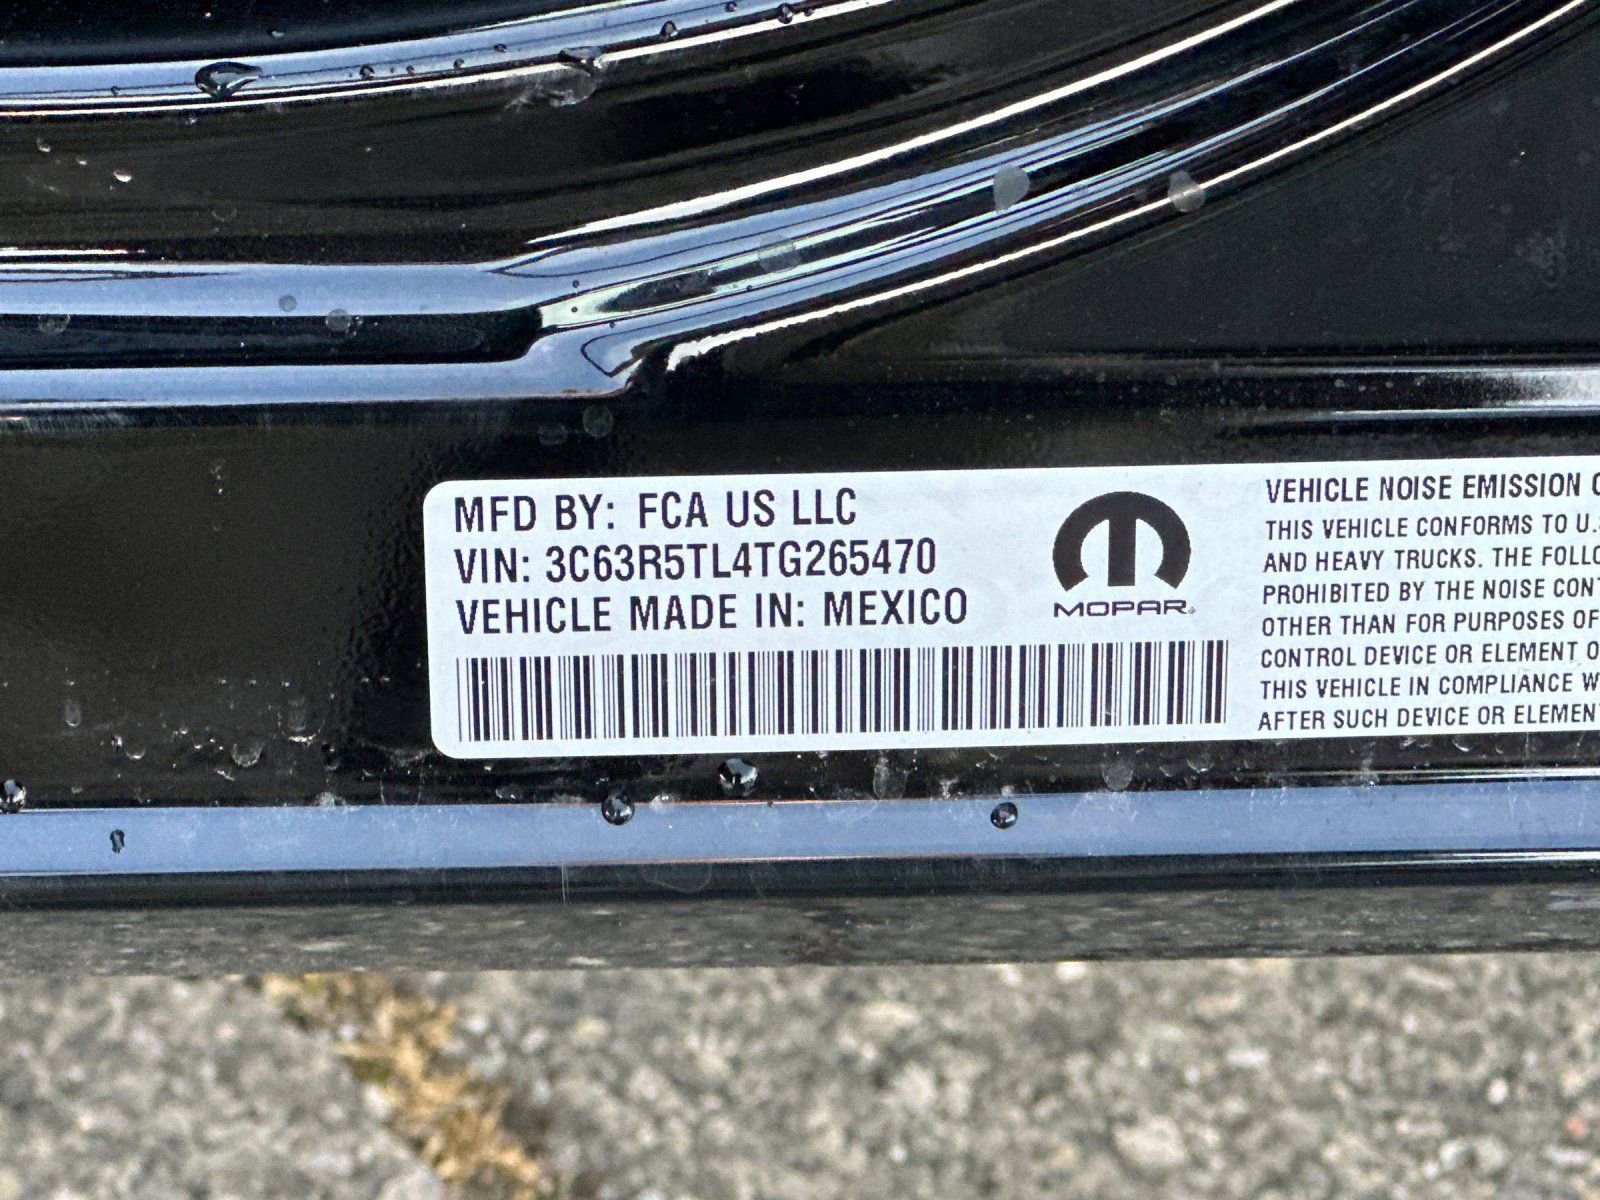 MFD BY: FCA US LLC
VIN: 3C63R5TL4TG265470
VEHICLE MADE IN: MEXICO
MOPAR®
VEHICLE NOISE EMISSION
THIS VEHICLE CONFORMS TO U.S
AND HEAVY TRUCKS. THE
PROHIBITED BY THE NOISE
OTHER THAN FOR PURPOSES OF
CONTROL DEVICE OR ELEMENT
THIS VEHICLE IN COMPLIANCE
AFTER SUCH DEVICE OR